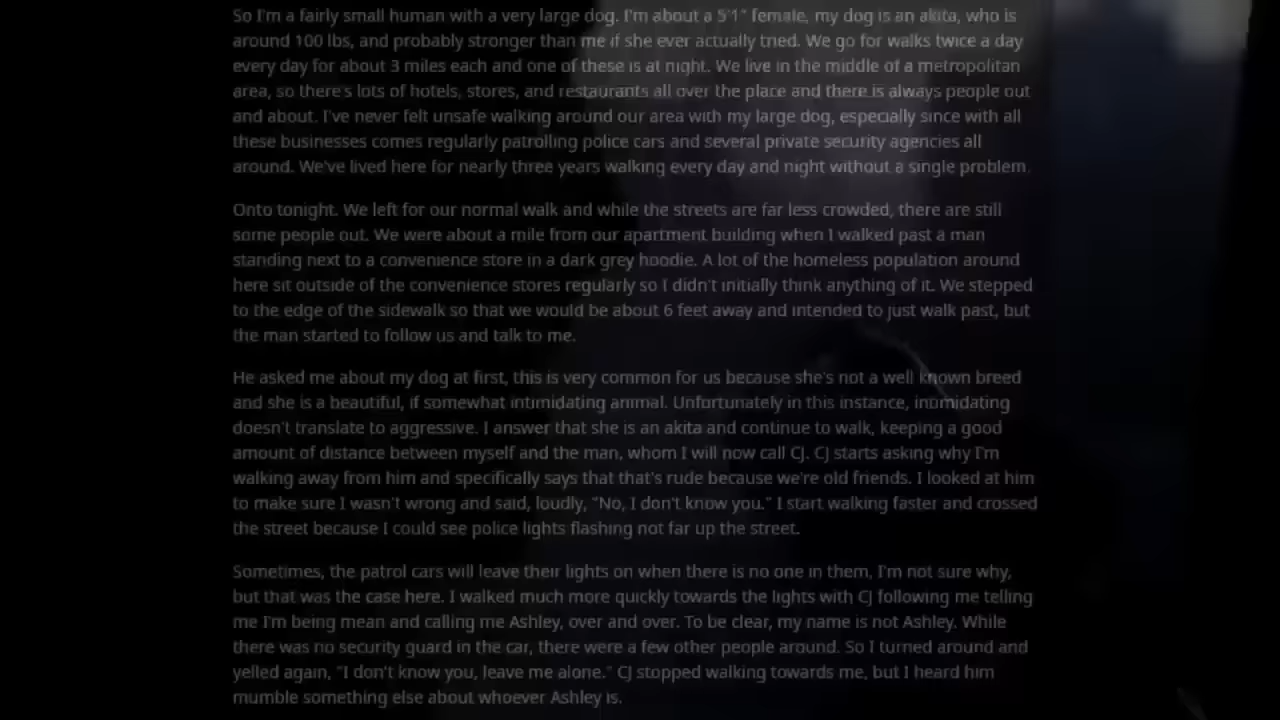 So I'm a fairly small human with a very large dog. I'm about a 5'1" female, my dog is an akita, who is
around 100 lbs, and probably stronger than me if she ever actually tried. We go for walks twice a day
every day for about 3 miles each and one of these is at night. We live in the middle of a metropolitan
area, so there's lots of hotels, stores, and restaurants all over the place and there is always people out
and about. I've never felt unsafe walking around our area with my large dog, especially since with all
these businesses comes regularly patrolling police cars and several private security agencies all
around. We've lived here for nearly three years walking every day and night without a single problem.
Onto tonight. We left for our normal walk and while the streets are far less crowded, there are still
some people out. We were about a mile from our apartment building when I walked past a man
standing next to a convenience store in a dark grey hoodie. A lot of the homeless population around
here sit outside of the convenience stores regularly so I didn't initially think anything of it. We stepped
to the edge of the sidewalk so that we would be about 6 feet away and intended to just walk past, but
the man started to follow us and talk to me.
He asked me about my dog at first, this is very common for us because she's not a well known breed
and she is a beautiful, if somewhat intimidating animal. Unfortunately in this instance, inimidating
doesn't translate to aggressive. I answer that she is an akita and continue to walk, keeping a good
amount of distance between myself and the man, whom I will now call CJ. CJ starts asking why I'm
walking away from him and specifically says that that's rude because we're old friends. I looked at him
to make sure I wasn't wrong and said, loudly, "No, I don't know you." I start walking faster and crossed
the street because I could see police lights flashing not far up the street.
Sometimes, the patrol cars will leave their lights on when there is no one in them, I'm not sure why,
but that was the case here. I walked much more quickly towards the lights with CJ following me telling
me I'm being mean and calling me Ashley, over and over. To be clear, my name is not Ashley. While
there was no security guard in the car, there were a few other people around. So I turned around and
yelled again, "I don't know you, leave me alone." CJ stopped walking towards me, but I heard him
mumble something else about whoever Ashley is.